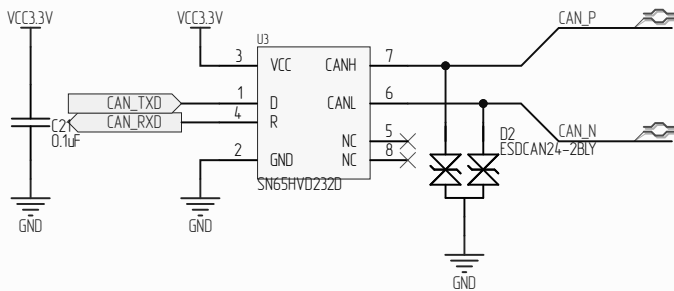 VCC3.3V
VCC3.3V
CAN_P
U3
3
VCC
CANH
7
CAN_TXD
1
D
CANL
6
C21
0.1uF
CAN_RXD
4
R
NC
5
D2
ESDCAN24-2BLY
CAN_N
2
GND
NC
8
SN65HVD232D
GND
GND
GND